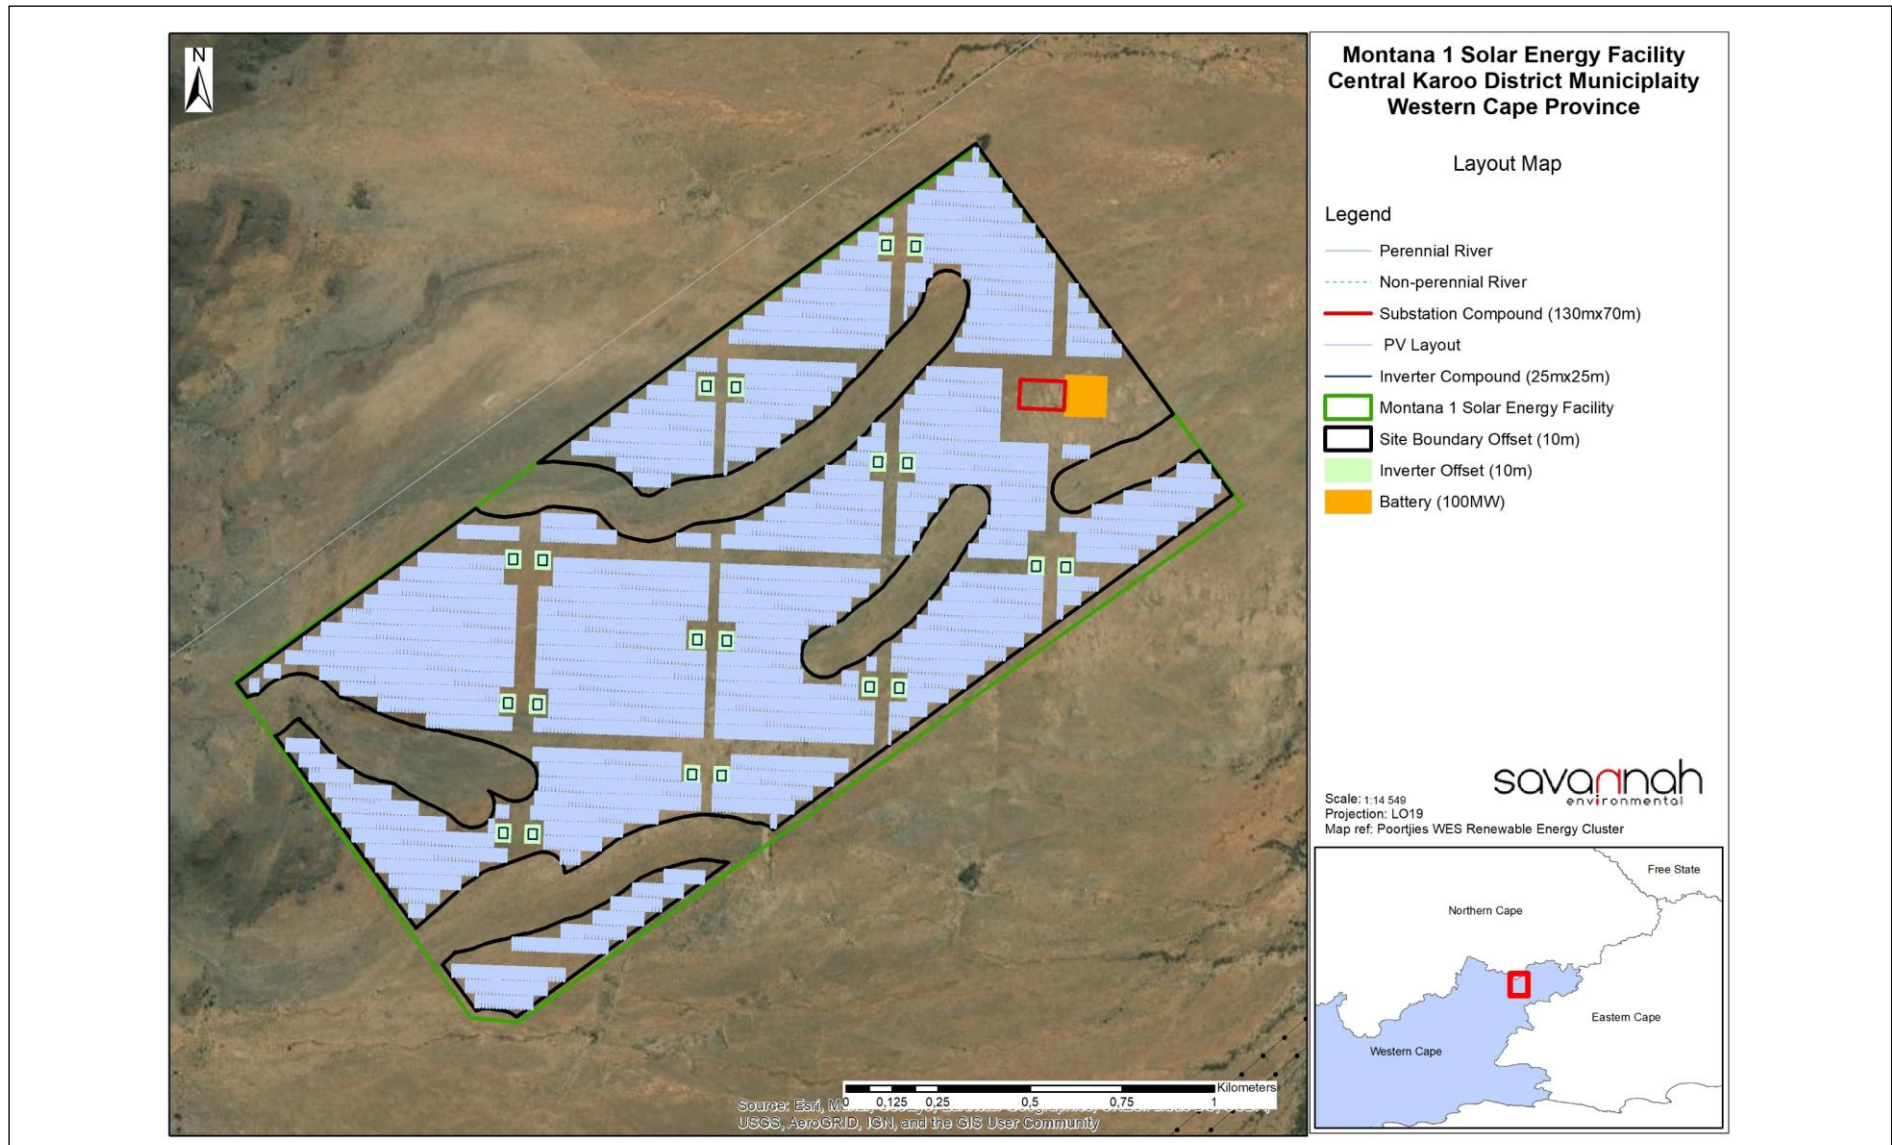 N
Montana 1 Solar Energy Facility
Central Karoo District Municiplaity
Western Cape Province
Layout Map
Legend
Perennial River
Non-perennial River
Substation Compound (130mx70m)
PV Layout
Inverter Compound (25mx25m)
Montana 1 Solar Energy Facility
Site Boundary Offset (10m)
Inverter Offset (10m)
Battery (100MW)
savannah
environmental
Scale: 1:14 549
Projection: LO19
Map ref: Poortjies WES Renewable Energy Cluster
Free State
Northern Cape
Eastern Cape
Western Cape
Kilometers
0 0,125 0,25 0,5 0,75 1
Source: Esri,
USGS, AeroGRID, IGN, and the GIS User Community